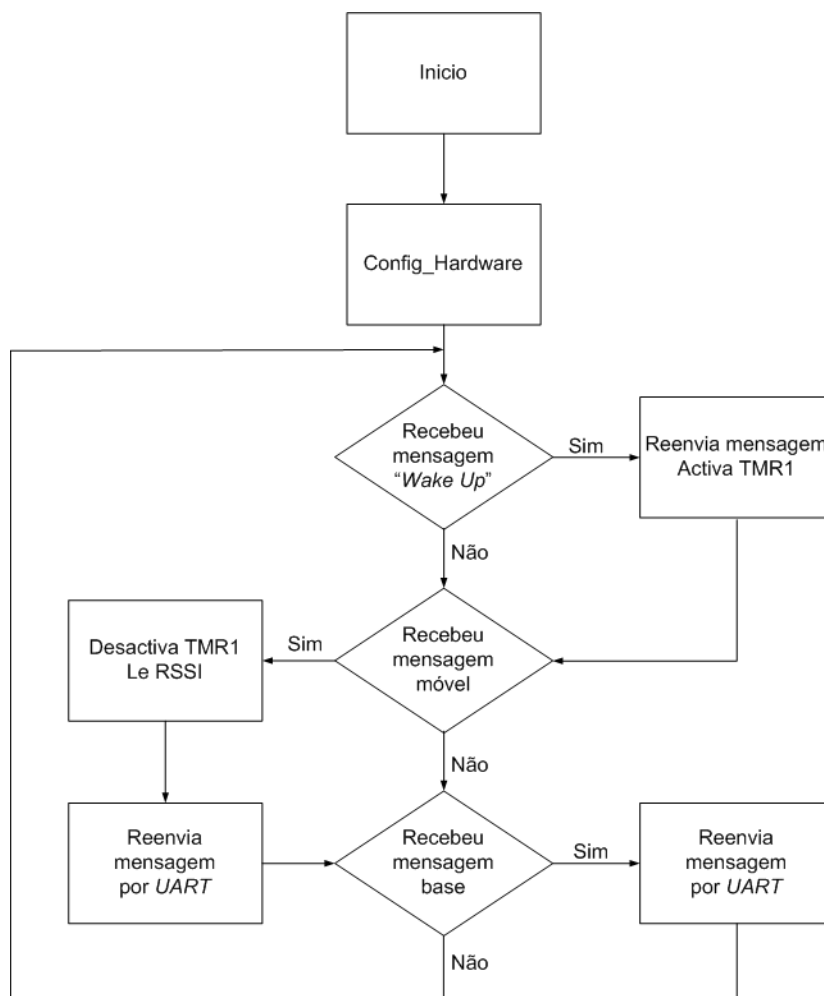 Inicio
Config_Hardware
Recebeu
mensagem
“Wake Up”
Sim
Reenvia mensagem
Activa TMR1
Não
Desactiva TMR1
Le RSSI
Sim
Recebeu
mensagem
móvel
Não
Reenvia
mensagem
por UART
Recebeu
mensagem
base
Sim
Reenvia
mensagem
por UART
Não